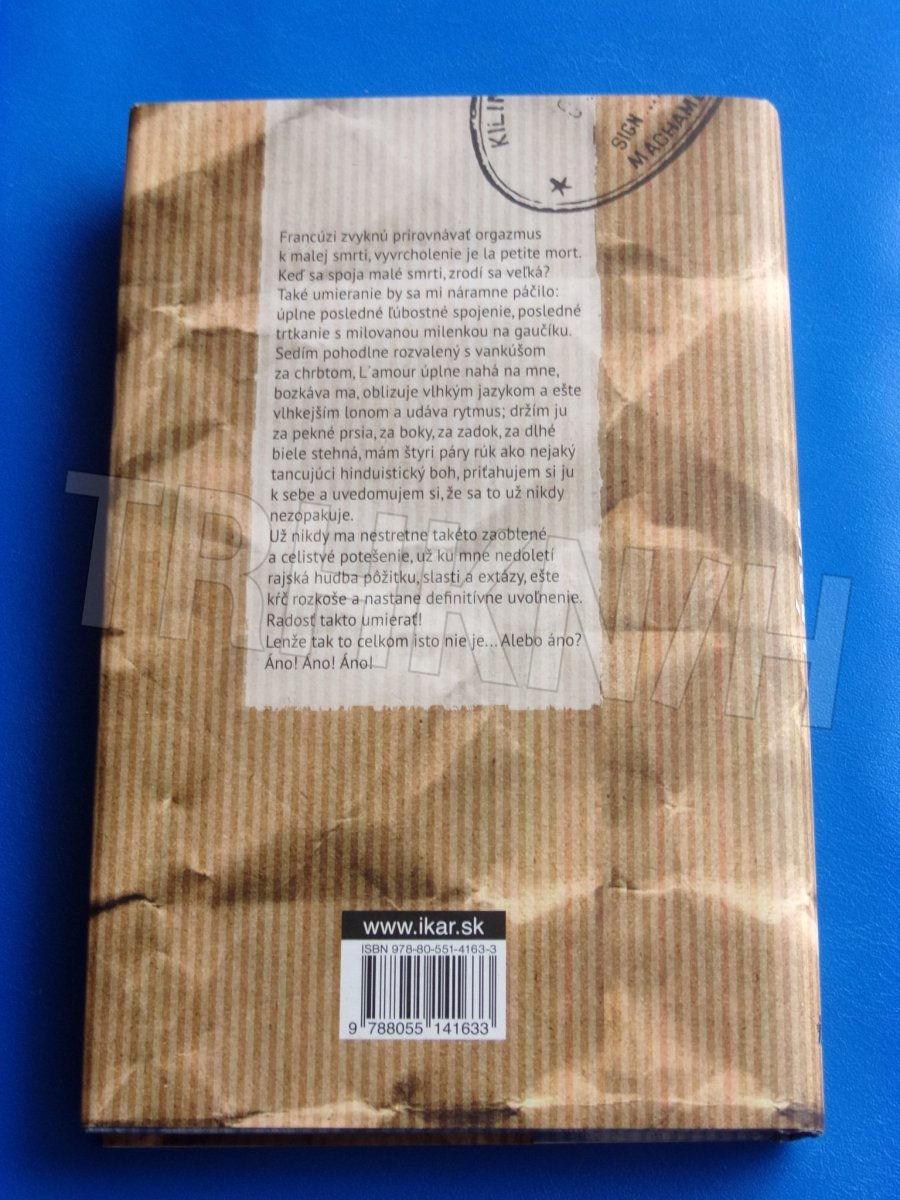 KILIM
SIGN ...
MACHAME
Francúzi zvyknú prirovnávať orgazmus
k malej smrti, vyvrcholenie je la petite mort.
Keď sa spoja malé smrti, zrodí sa veľká?
Také umieranie by sa mi náramne páčilo:
úplne posledné ľúbostné spojenie, posledné
trtkanie s milovanou milenkou na gaučíku.
Sedím pohodlne rozvalený s vankúšom
za chrbtom, L´amour úplne nahá na mne,
bozkáva ma, oblizuje vlhkým jazykom a ešte
vlhkejším lonom a udáva rytmus; držím ju
za pekné prsia, za boky, za zadok, za dlhé
biele stehná, mám štyri páry rúk ako nejaký
tancujúci hinduistický boh, priťahujem si ju
k sebe a uvedomujem si, že sa to už nikdy
nezopakuje.
Už nikdy ma nestretne takéto zaoblené
a celistvé potešenie, už ku mne nedoletí
rajská hudba pôžitku, slasti a extázy, ešte
kŕč rozkoše a nastane definitívne uvoľnenie.
Radosť takto umierať!
Lenže tak to celkom isto nie je... Alebo áno?
Áno! Áno! Áno!
TRHKNIH
www.ikar.sk
ISBN 978-80-551-4163-3
9 788055 141633